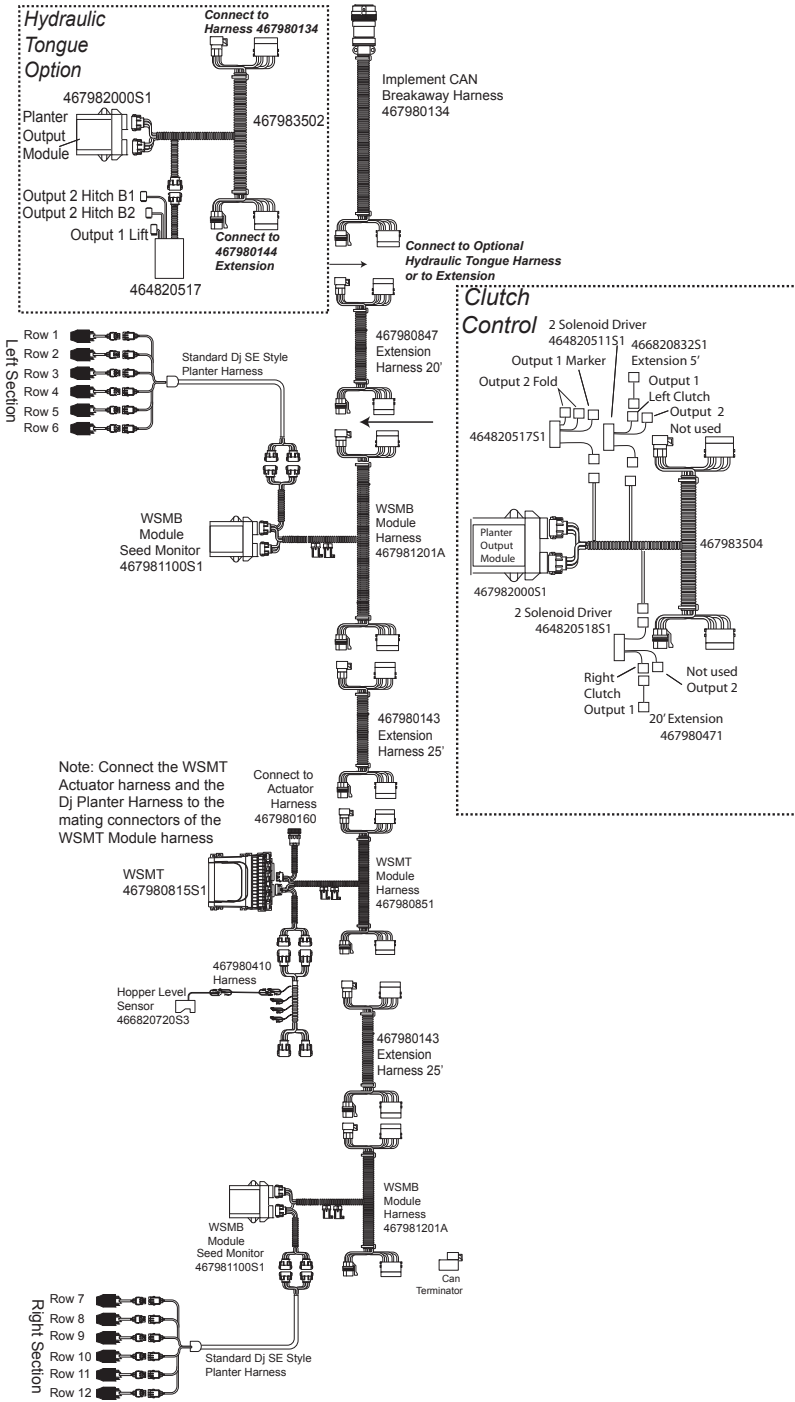 Hydraulic
Tongue
Option
Connect to
Harness 467980134
467982000S1
Planter
Output
Module
467983502
Output 2 Hitch B1
Output 2 Hitch B2
Output 1 Lift
464820517
Connect to
467980144
Extension
Implement CAN
Breakaway Harness
467980134
Connect to Optional
Hydraulic Tongue Harness
or to Extension
467980847
Extension
Harness 20'
Left Section
Row 1
Row 2
Row 3
Row 4
Row 5
Row 6
Standard Dj SE Style
Planter Harness
WSMB
Module
Seed Monitor
467981100S1
WSMB
Module
Harness
467981201A
Clutch
Control
2 Solenoid Driver
464820511S1
466820832S1
Extension 5'
Output 1 Marker
Output 1
Left Clutch
Output 2 Fold
Output 2
Not used
464820517S1
Planter
Output
Module
467982000S1
467983504
2 Solenoid Driver
464820518S1
Right
Clutch
Output 1
Not used
Output 2
20' Extension
467980471
467980143
Extension
Harness 25'
Note: Connect the WSMT
Actuator harness and the
Dj Planter Harness to the
mating connectors of the
WSMT Module harness
Connect to
Actuator
Harness
467980160
WSMT
467980815S1
WSMT
Module
Harness
467980851
467980410
Harness
Hopper Level
Sensor
466820720S3
467980143
Extension
Harness 25'
WSMB
Module
Harness
467981201A
WSMB
Module
Seed Monitor
467981100S1
Can
Terminator
Right Section
Row 7
Row 8
Row 9
Row 10
Row 11
Row 12
Standard Dj SE Style
Planter Harness